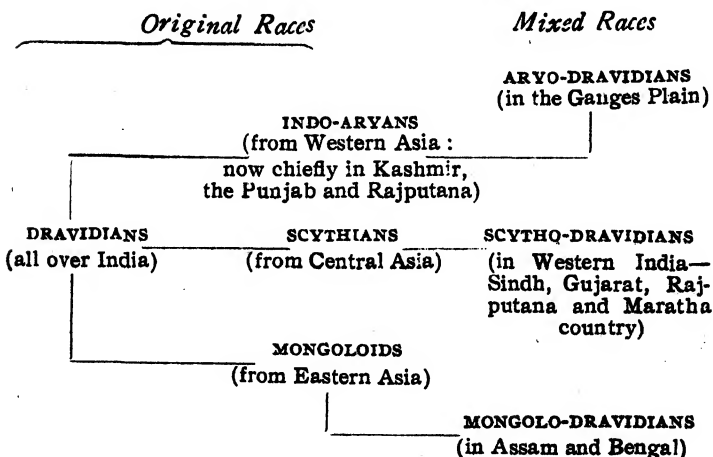 Original Races
Mixed Races
ARYO-DRAVIDIANS
(in the Ganges Plain)
INDO-ARYANS
(from Western Asia :
now chiefly in Kashmir,
the Punjab and Rajputana)
DRAVIDIANS
(all over India)
SCYTHIANS
(from Central Asia)
SCYTHO-DRAVIDIANS
(in Western India—
Sindh, Gujarat, Raj-
putana and Maratha
country)
MONGOLOIDS
(from Eastern Asia)
MONGOLO-DRAVIDIANS
(in Assam and Bengal)